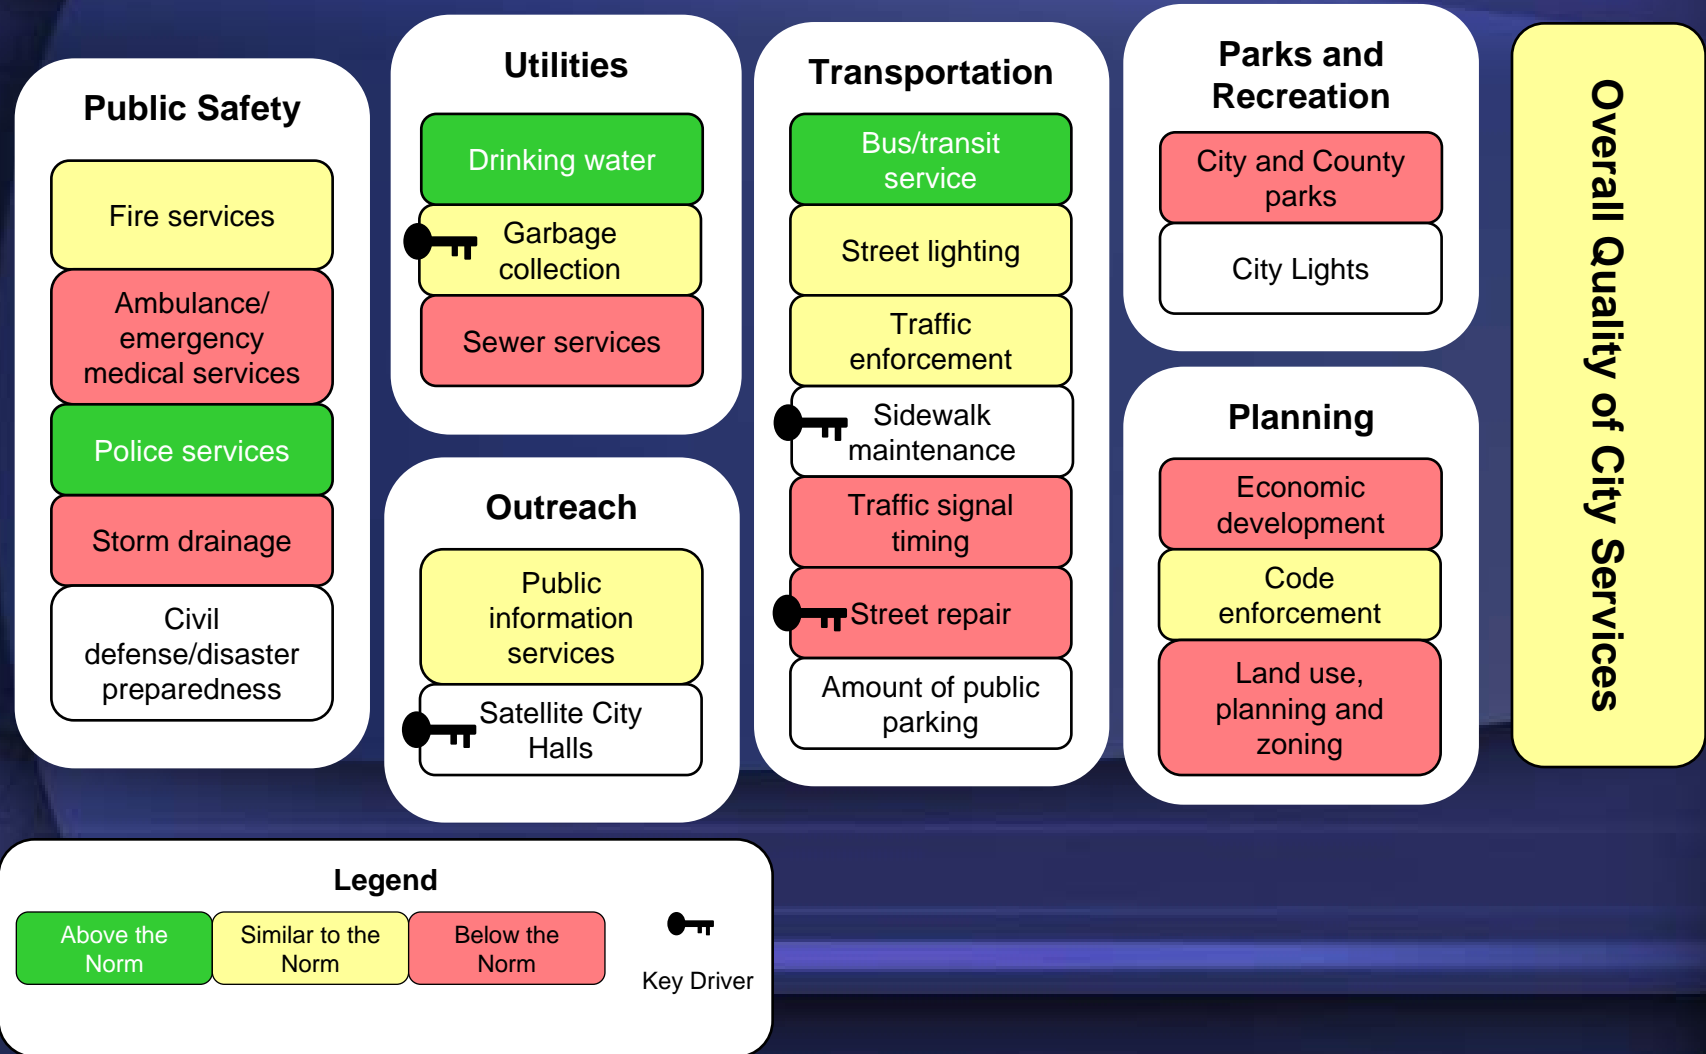 Public Safety
Fire services
Ambulance/
emergency
medical services
Police services
Storm drainage
Civil
defense/disaster
preparedness
Utilities
Drinking water
Garbage
collection
Sewer services
Outreach
Public
information
services
Satellite City
Halls
Transportation
Bus/transit
service
Street lighting
Traffic
enforcement
Sidewalk
maintenance
Traffic signal
timing
Street repair
Amount of public
parking
Parks and
Recreation
City and County
parks
City Lights
Planning
Economic
development
Code
enforcement
Land use,
planning and
zoning
Overall Quality of City Services
Legend
Above the
Norm
Similar to the
Norm
Below the
Norm
Key Driver